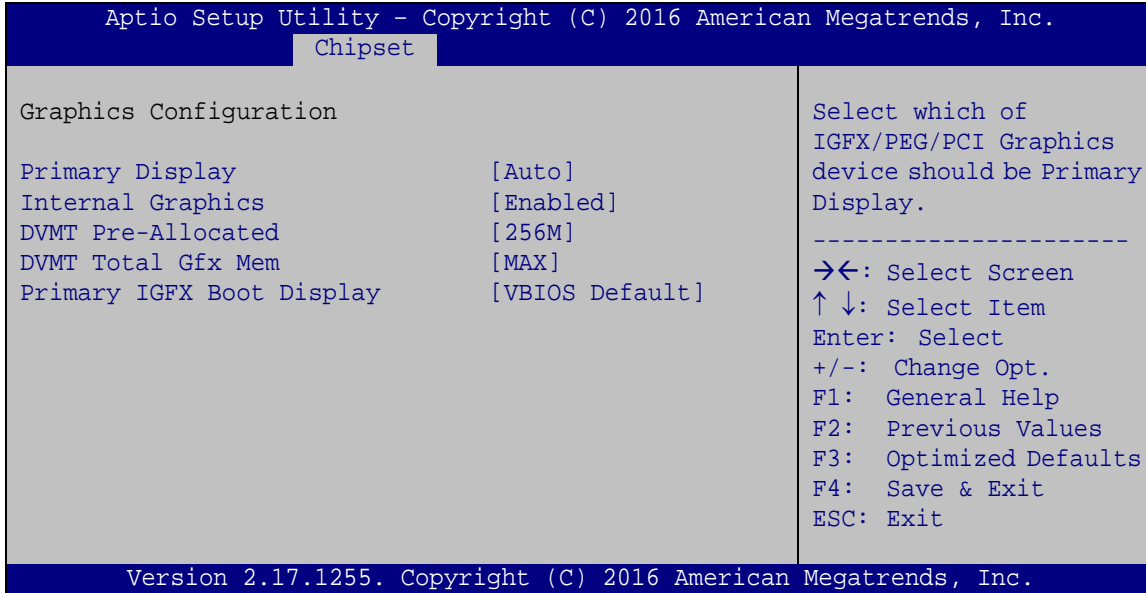 Aptio Setup Utility – Copyright (C) 2016 American Megatrends, Inc.
Chipset
Graphics Configuration
Primary Display [Auto]
Internal Graphics [Enabled]
DVMT Pre-Allocated [256M]
DVMT Total Gfx Mem [MAX]
Primary IGFX Boot Display [VBIOS Default]
Select which of
IGFX/PEG/PCI Graphics
device should be Primary
Display.
----------------------
→←: Select Screen
↑ ↓: Select Item
Enter: Select
+/-: Change Opt.
F1: General Help
F2: Previous Values
F3: Optimized Defaults
F4: Save & Exit
ESC: Exit
Version 2.17.1255. Copyright (C) 2016 American Megatrends, Inc.